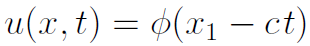 u(x, t) = ϕ(x₁ − ct)